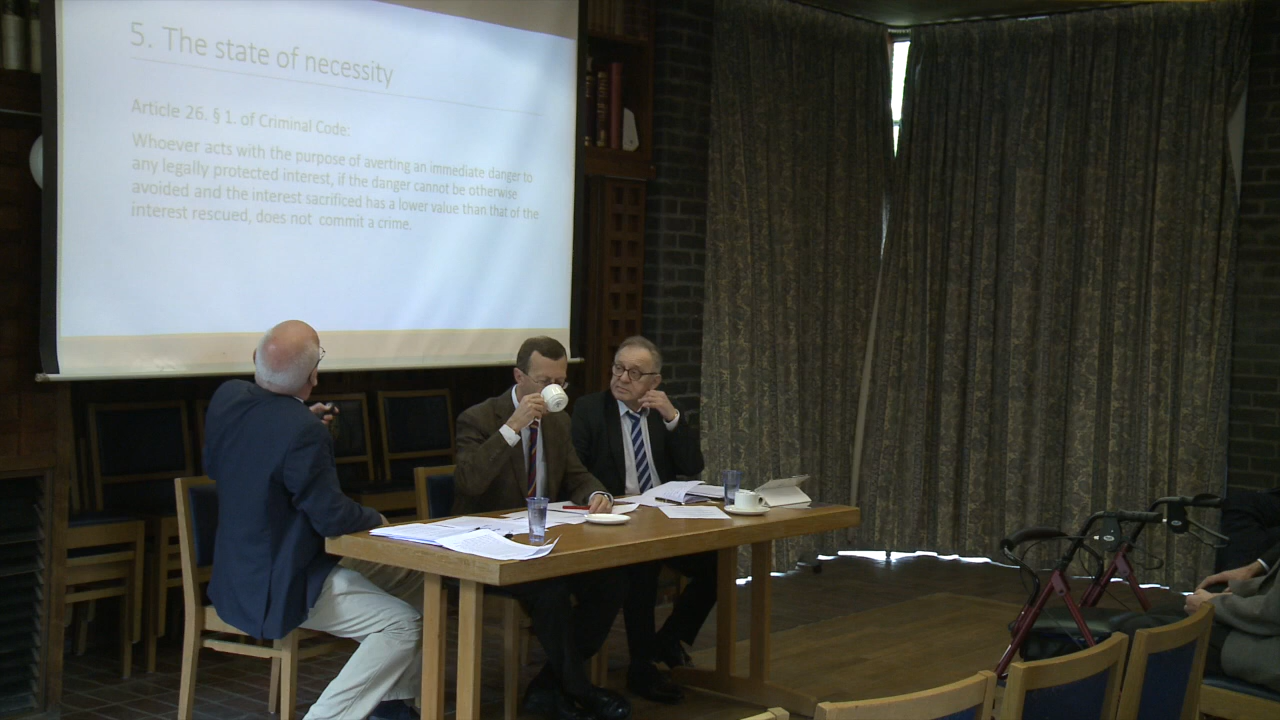 5. The state of necessity
Article 26. § 1. of Criminal Code:
Whoever acts with the purpose of averting an immediate danger to
any legally protected interest, if the danger cannot be otherwise
avoided and the interest sacrificed has a lower value than that of the
interest rescued, does not commit a crime.